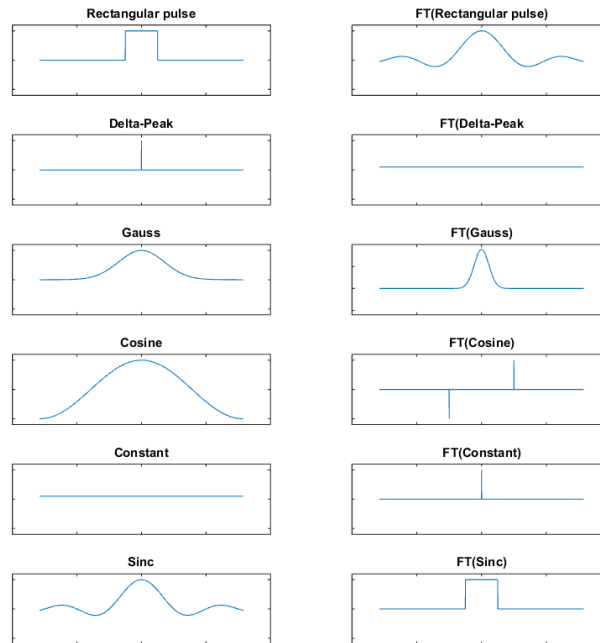 Rectangular pulse
FT(Rectangular pulse)
Delta-Peak
FT(Delta-Peak
Gauss
FT(Gauss)
Cosine
FT(Cosine)
Constant
FT(Constant)
Sinc
FT(Sinc)